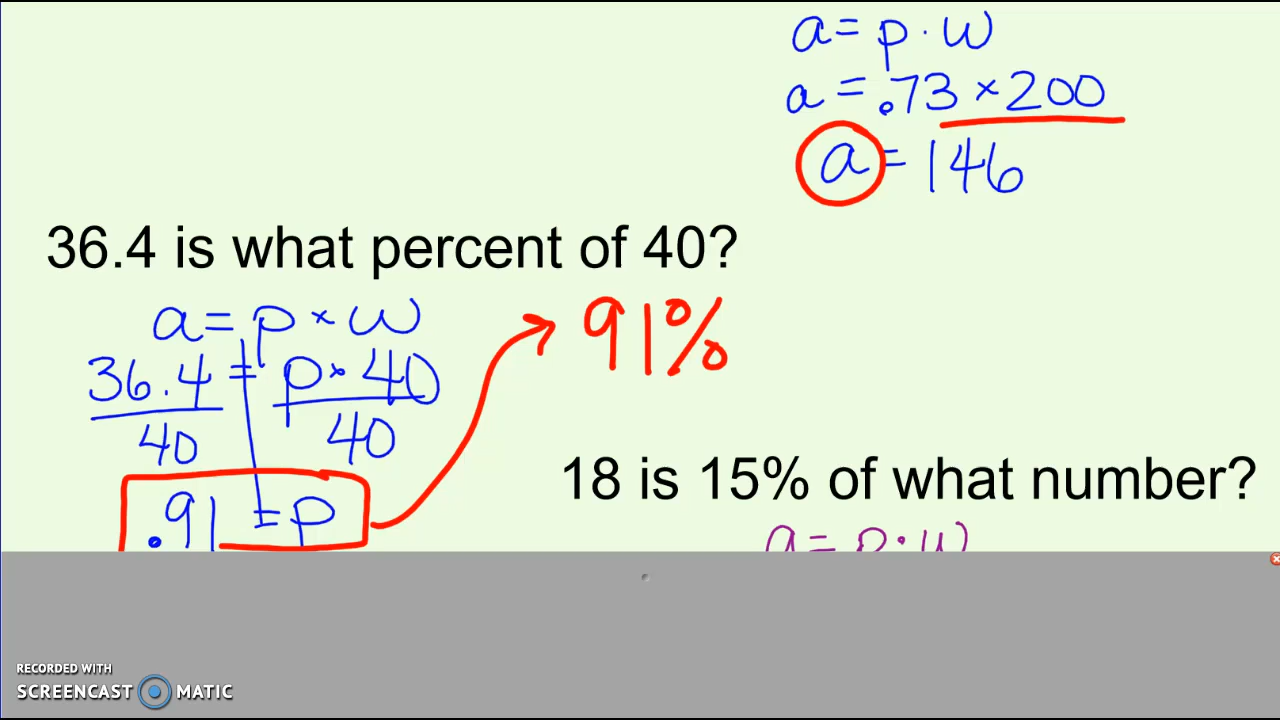 a = p · w
a = .73 × 200
a = 146
36.4 is what percent of 40?
a = p × w
91%
36.4 = p · 40
40 40
.91 = p
18 is 15% of what number?
a = p · w
RECORDED WITH
SCREENCAST MATIC